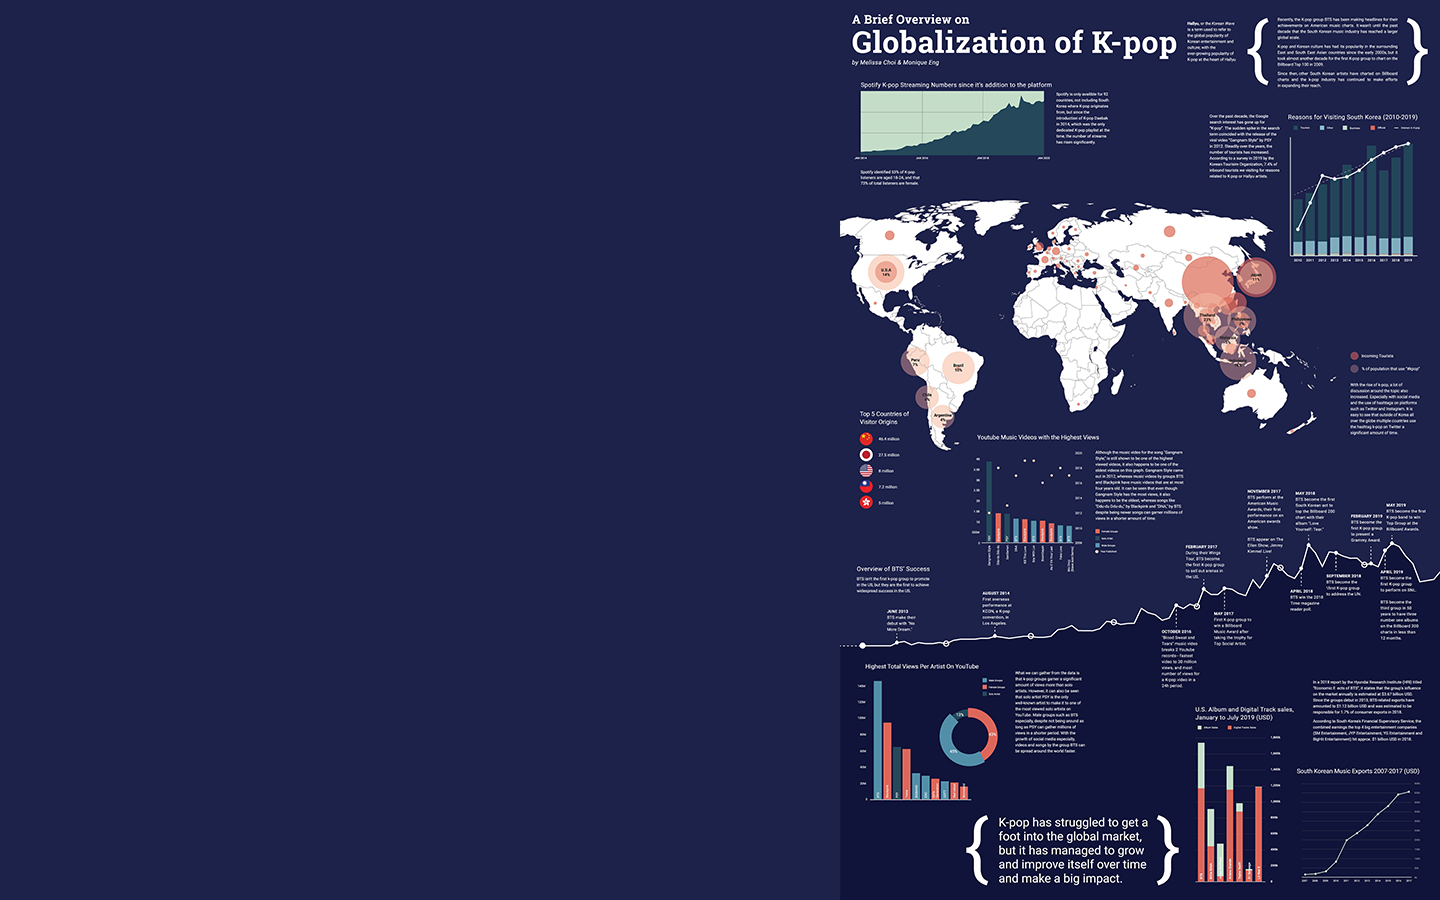 A Brief Overview on
Globalization of K-pop
by Melissa Choi & Monique Eng
Hallyu, or the Korean Wave
is a term used to refer to
the global popularity of
Korean entertainment and
culture, with the
ever-growing popularity of
K-pop at the heart of Hallyu
Recently, the K-pop group BTS has been making headlines for their
achievements on American music charts. It wasn't until the past
decade that the South Korean music industry has reached a larger
global scale.
K-pop and Korean culture has had its popularity in the surrounding
East and South East Asian countries since the early 2000s, but it
took almost another decade for the first K-pop group to chart on the
Billboard Top 100 in 2009.
Since then, other South Korean artists have charted on Billboard
charts and the k-pop industry has continued to make efforts
in expanding their reach.
Spotify K-pop Streaming Numbers since it's addition to the platform
JAN 2014
JAN 2016
JAN 2018
JAN 2020
Spotify is only availible for 92
countries, not including South
Korea where K-pop originates
from, but since the
introduction of K-pop Daebak
in 2014, which was the only
dedicated K-pop playlist at the
time, the number of streams
has risen significantly.
Spotify identified 53% of K-pop
listeners are aged 18-24, and that
73% of total listeners are female.
Over the past decade, the Google
search interest has gone up for
"K-pop". The sudden spike in the search
term coincided with the release of the
viral video "Gangnam Style" by PSY
in 2012. Steadily over the years, the
number of tourists has increased.
According to a survey in 2019 by the
Korean Tourism Organization, 7.4% of
inbound tourists we visiting for reasons
related to K-pop or Hallyu artists.
Reasons for Visiting South Korea (2010-2019)
Tourism
Other
Business
Official
Interest in K-pop
2010 2011 2012 2013 2014 2015 2016 2017 2018 2019
U.S.A
14%
Japan
11%
Thailand
23%
Philippines
Peru
7%
Brazil
10%
Chile
Argentina
Incoming Tourists
% of population that use "#kpop"
With the rise of k-pop, a lot of
discussion around the topic also
increased. Especially with social media
and the use of hashtags on platforms
such as Twitter and Instagram. It is
easy to see that outside of Korea all
over the globe multiple countries use
the hashtag k-pop on Twitter a
significant amount of time.
Top 5 Countries of
Visitor Origins
46.4 million
27.5 million
8 million
7.2 million
5 million
Youtube Music Videos with the Highest Views
Although the music video for the song "Gangnam
Style," is still shown to be one of the highest
viewed videos, it also happens to be one of the
oldest videos on this graph. Gangnam Style came
out in 2012, whereas music videos by groups BTS
and Blackpink have music videos that are at most
four years old. It can be seen that even though
Gangnam Style has the most views, it also
happens to be the oldest, whereas songs like
"Ddu-du Ddu-du," by Blackpink and "DNA," by BTS
despite being newer songs can garner millions of
views in a shorter amount of time.
Female Groups
Solo Artist
Male Groups
Year Published
Overview of BTS' Success
BTS isn't the first k-pop group to promote
in the US, but they are the first to achieve
widespread success in the US.
JUNE 2013
BTS make their
debut with "No
More Dream."
AUGUST 2014
First overseas
performance at
KCON, a K-pop
convention, in
Los Angeles.
OCTOBER 2016
"Blood Sweat and
Tears" music video
breaks 2 Youtube
records - fastest
video to 30 million
views, and most
number of views for
a K-pop video in a
24h period.
FEBRUARY 2017
During their Wings
Tour, BTS become the
first K-pop group
to sell out arenas in
the US.
MAY 2017
First K-pop group to
win a Billboard
Music Award after
taking the trophy for
Top Social Artist.
NOVEMBER 2017
BTS perform at the
American Music
Awards, their first
performance on an
American awards
show.
BTS appear on The
Ellen Show, Jimmy
Kimmel Live!
APRIL 2018
BTS win the 2018
Time magazine
reader poll.
MAY 2018
BTS become the first
South Korean act to
top the Billboard 200
chart with their
album "Love
Yourself: Tear."
SEPTEMBER 2018
BTS become the
first K-pop group
to address the UN.
FEBRUARY 2019
BTS become the
first K-pop group
to present a
Grammy Award.
APRIL 2019
BTS become the
first K-Pop group
to perform on SNL.
BTS become the
third group in 50
years to have three
number one albums
on the Billboard 200
charts in less than
12 months.
MAY 2019
BTS become the first
K-pop band to win
Top Group at the
Billboard Awards.
Highest Total Views Per Artist On YouTube
Male Groups
Female Groups
Solo Artist
13%
What we can gather from the data is
that k-pop groups garner a significant
amount of views more than solo
artists. However, it can also be seen
that solo artist PSY is the only
well-known artist to make it to one of
the most viewed solo artists on
YouTube. Male groups such as BTS
especially, despite not being around as
long as PSY can gather millions of
views in a shorter period. With the
growth of social media especially,
videos and songs by the group BTS can
be spread around the world faster.
K-pop has struggled to get a
foot into the global market,
but it has managed to grow
and improve itself over time
and make a big impact.
U.S. Album and Digital Track sales,
January to July 2019 (USD)
Album Sales
Digital Tracks Sales
In a 2018 report by the Hyundai Research Institute (HRI) titled
"Economic Effects of BTS", it states that the group's influence
on the market annually is estimated at $3.67 billion USD.
Since the groups debut in 2013, BTS-related exports have
amounted to $1.12 billion USD and was estimated to be
responsible for 1.7% of consumer exports in 2018.
According to South Korea's Financial Supervisory Service, the
combined earnings the top 4 big entertainment companies
(SM Entertainment, JYP Entertainment, YG Entertainment and
BigHit Entertainment) hit approx. $1 billion USD in 2018.
South Korean Music Exports 2007-2017 (USD)
2007 2008 2009 2010 2011 2012 2013 2014 2015 2016 2017